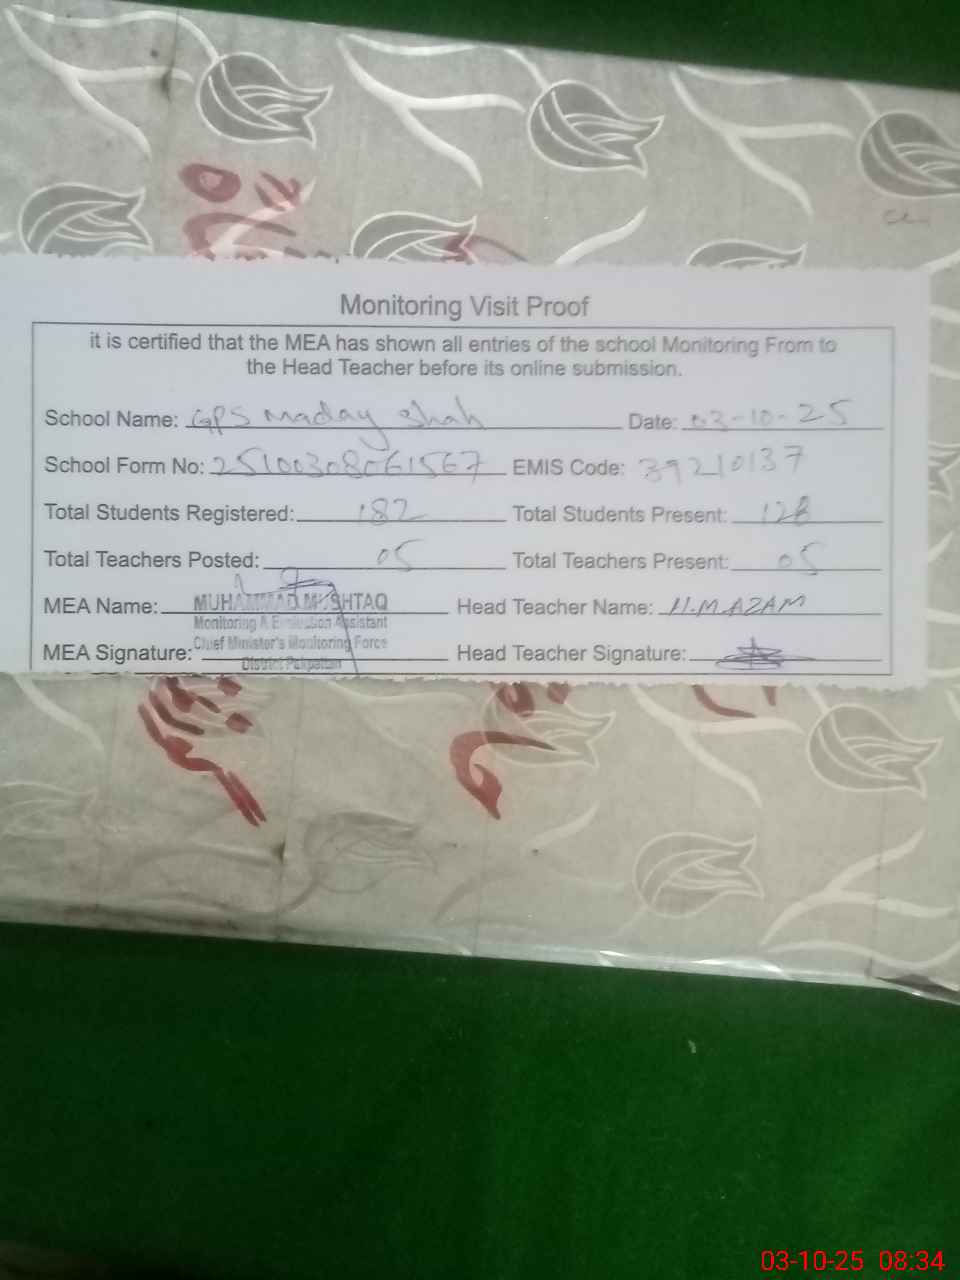 Monitoring Visit Proof
it is certified that the MEA has shown all entries of the school Monitoring From to
the Head Teacher before its online submission.
School Name: GPS Maday Shah Date: 03-10-25
School Form No: 25100308061567 EMIS Code: 39210137
Total Students Registered: 182 Total Students Present: 128
Total Teachers Posted: 05 Total Teachers Present: 05
MEA Name: MUHAMMAD MUSHTAQ Head Teacher Name: H.M.AZAM
Monitoring & Evaluation Assistant
Chief Minister's Monitoring Force
MEA Signature: District Pakpattan Head Teacher Signature:
03-10-25 08:34